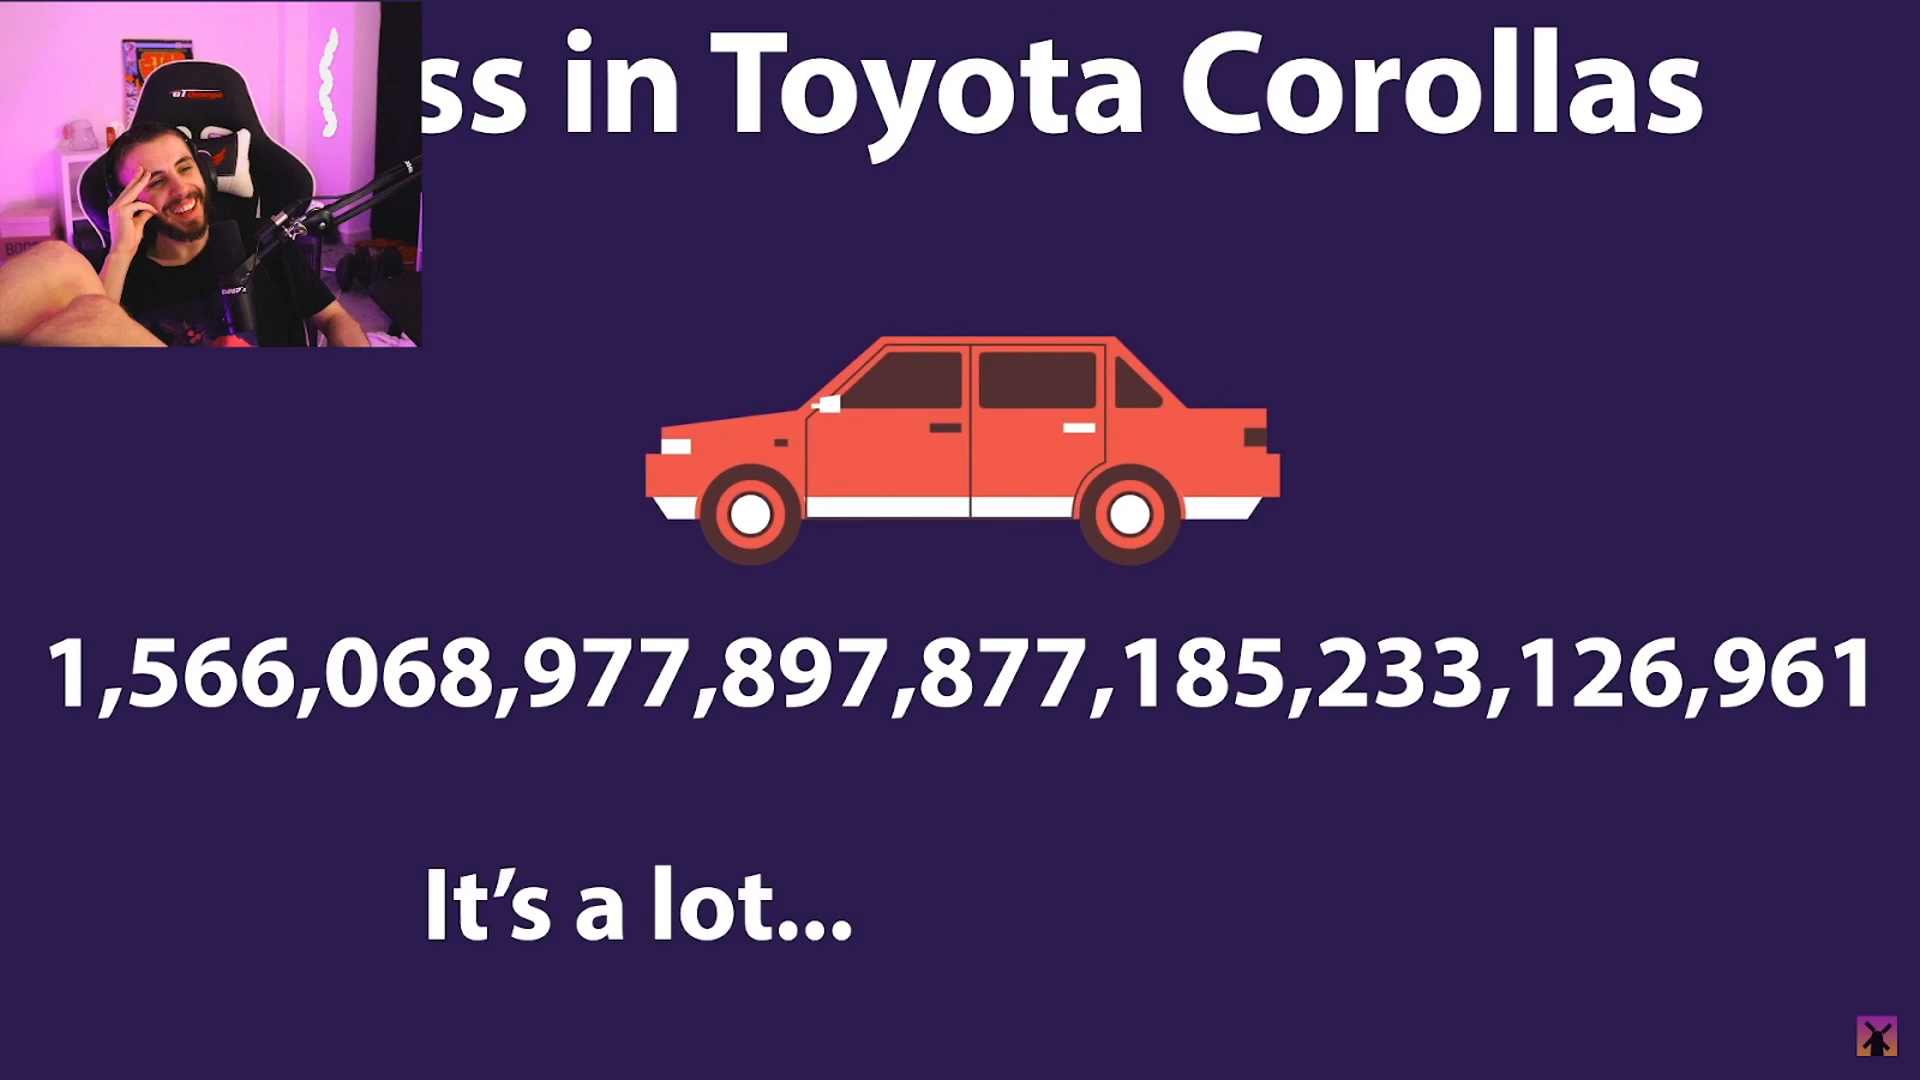 ss in Toyota Corollas
1,566,068,977,897,877,185,233,126,961
It’s a lot...